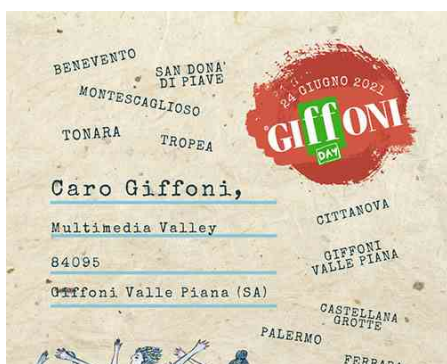 BENEVENTO
SAN DONA'
DI PIAVE
MONTESCAGLIOSO
TONARA
TROPEA
24 GIUGNO 2021
GIffONI
DAY
Caro Giffoni,
Multimedia Valley
84095
Giffoni Valle Piana (SA)
CITTANOVA
GIFFONI
VALLE PIANA
CASTELLANA
GROTTE
PALERMO
FERRARA